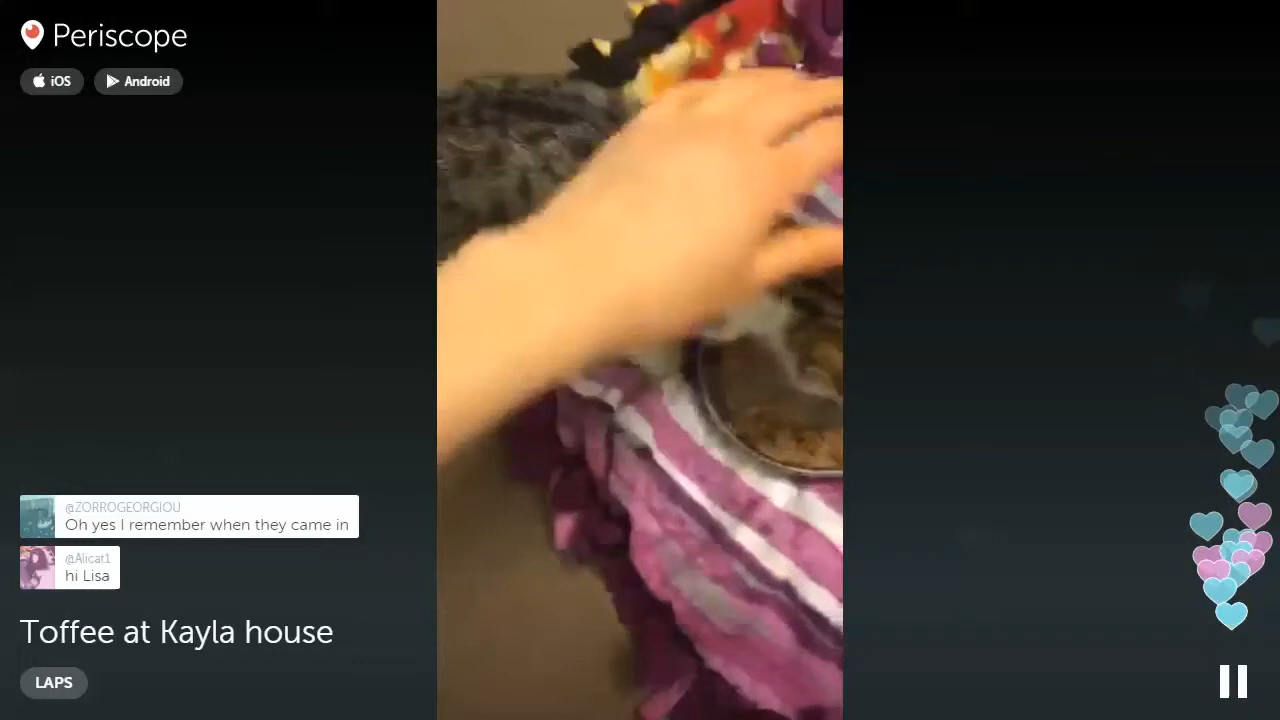 Periscope
iOS
Android
@ZORROGEORGIOU
Oh yes I remember when they came in
@Alicat1
hi Lisa
Toffee at Kayla house
LAPS